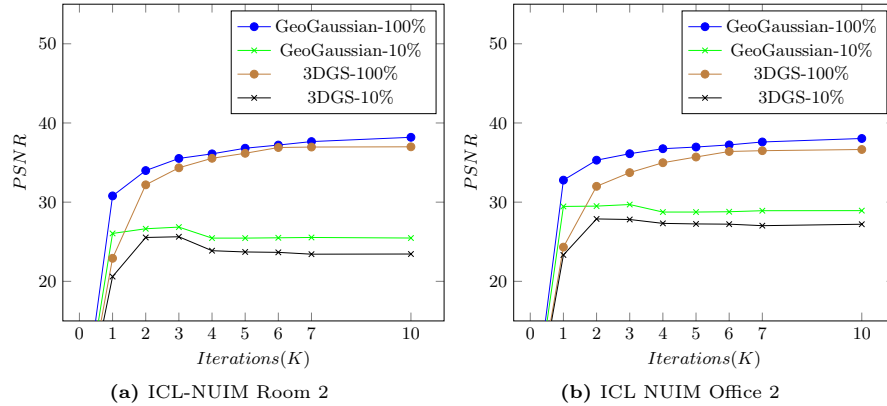 50
40
30
20
PSNR
GeoGaussian-100%
GeoGaussian-10%
3DGS-100%
3DGS-10%
0 1 2 3 4 5 6 7 10
Iterations(K)
(a) ICL-NUIM Room 2
50
40
30
20
PSNR
GeoGaussian-100%
GeoGaussian-10%
3DGS-100%
3DGS-10%
0 1 2 3 4 5 6 7 10
Iterations(K)
(b) ICL NUIM Office 2